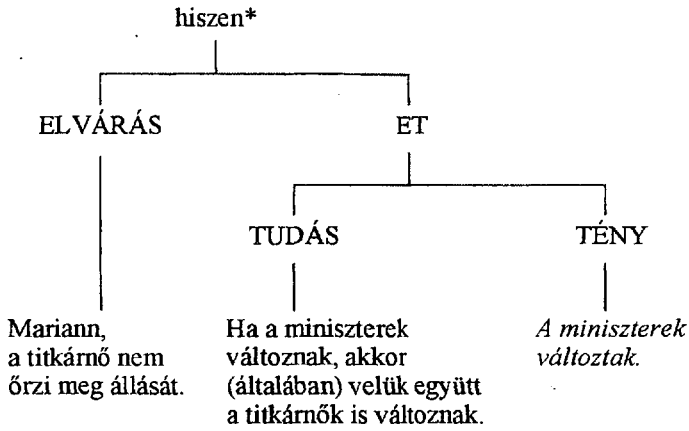 hiszen*
ELVÁRÁS
ET
TUDÁS
TÉNY
Mariann,
a titkárnő nem
őrzi meg állását.
Ha a miniszterek
változnak, akkor
(általában) velük együtt
a titkárnők is változnak.
A miniszterek
változtak.